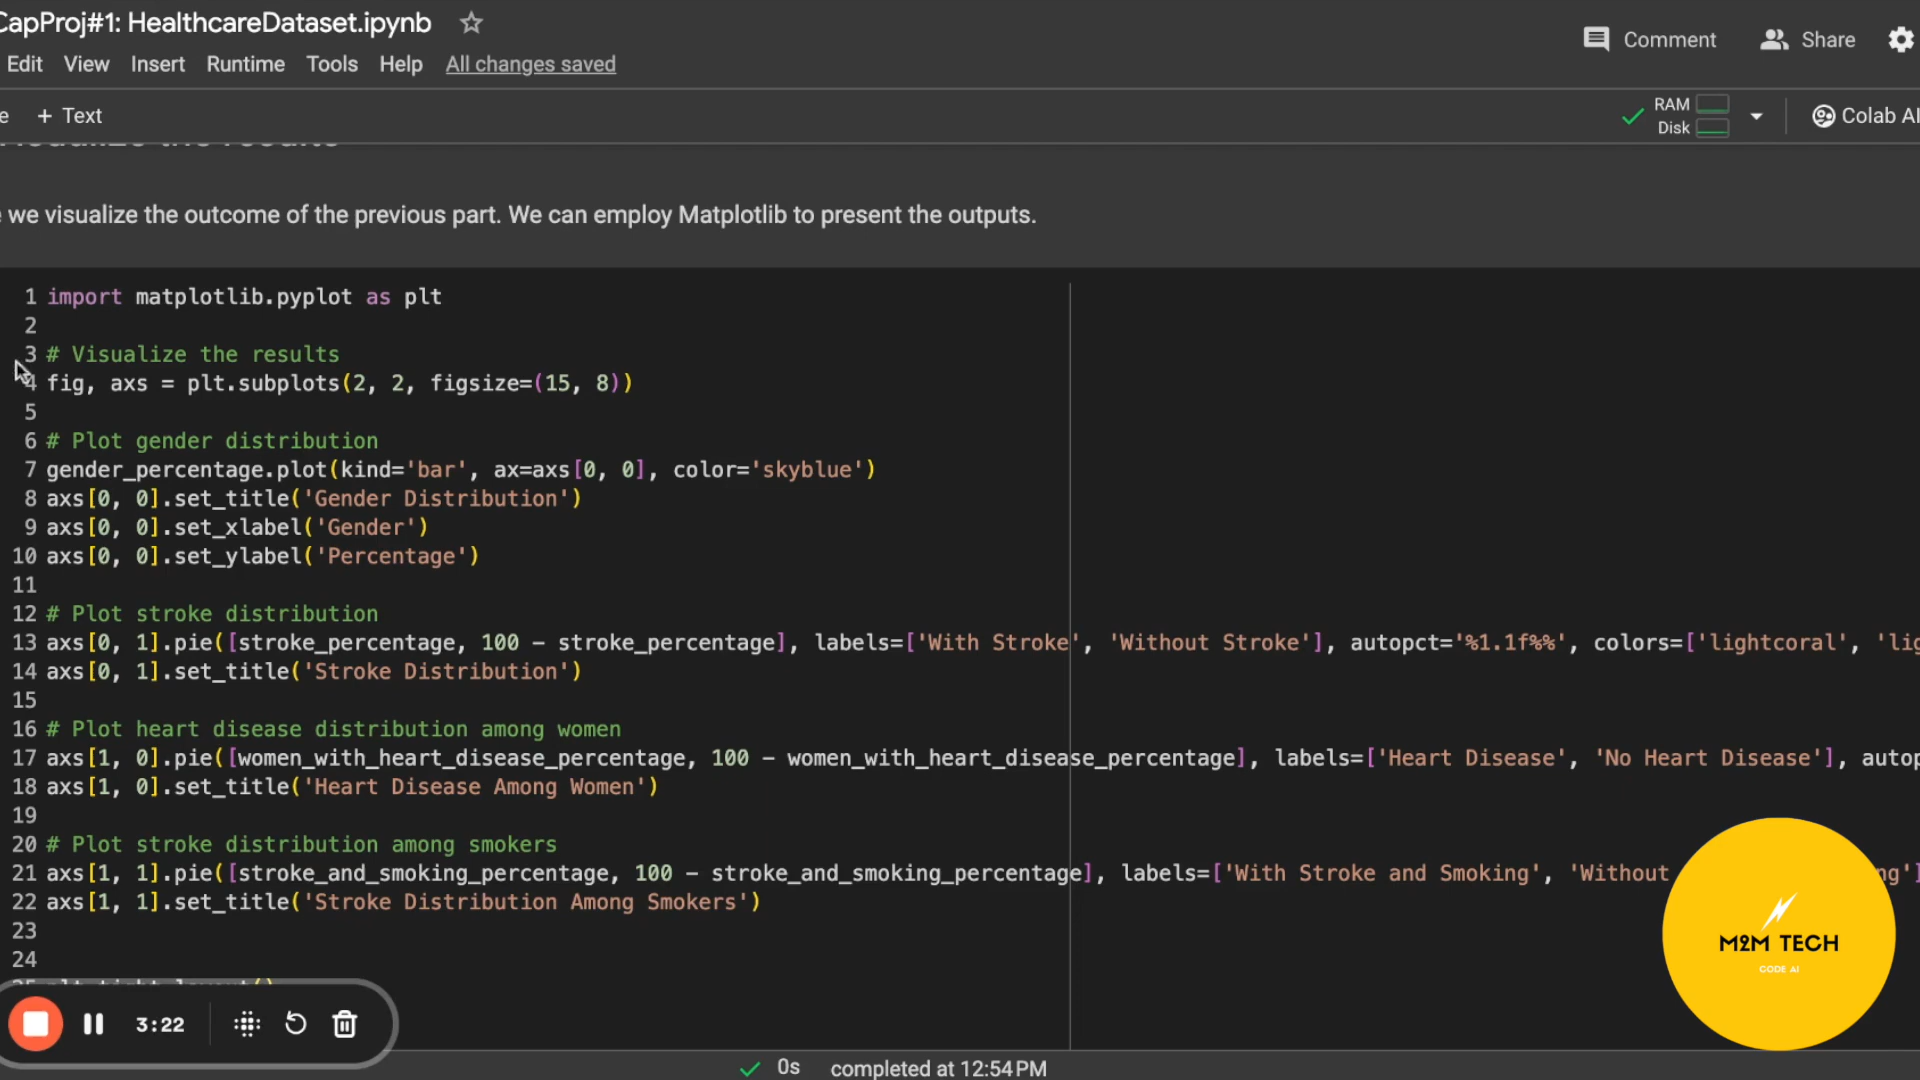 CapProj#1: HealthcareDataset.ipynb
Comment
Share
Edit View Insert Runtime Tools Help All changes saved
+ Text
RAM
Disk
Colab AI
we visualize the outcome of the previous part. We can employ Matplotlib to present the outputs.
1 import matplotlib.pyplot as plt
2
3 # Visualize the results
4 fig, axs = plt.subplots(2, 2, figsize=(15, 8))
5
6 # Plot gender distribution
7 gender_percentage.plot(kind='bar', ax=axs[0, 0], color='skyblue')
8 axs[0, 0].set_title('Gender Distribution')
9 axs[0, 0].set_xlabel('Gender')
10 axs[0, 0].set_ylabel('Percentage')
11
12 # Plot stroke distribution
13 axs[0, 1].pie([stroke_percentage, 100 - stroke_percentage], labels=['With Stroke', 'Without Stroke'], autopct='%1.1f%%', colors=['lightcoral', 'lig
14 axs[0, 1].set_title('Stroke Distribution')
15
16 # Plot heart disease distribution among women
17 axs[1, 0].pie([women_with_heart_disease_percentage, 100 - women_with_heart_disease_percentage], labels=['Heart Disease', 'No Heart Disease'], autop
18 axs[1, 0].set_title('Heart Disease Among Women')
19
20 # Plot stroke distribution among smokers
21 axs[1, 1].pie([stroke_and_smoking_percentage, 100 - stroke_and_smoking_percentage], labels=['With Stroke and Smoking', 'Without ng']
22 axs[1, 1].set_title('Stroke Distribution Among Smokers')
23
24
M2M TECH
CODE AI
3:22
0s completed at 12:54 PM